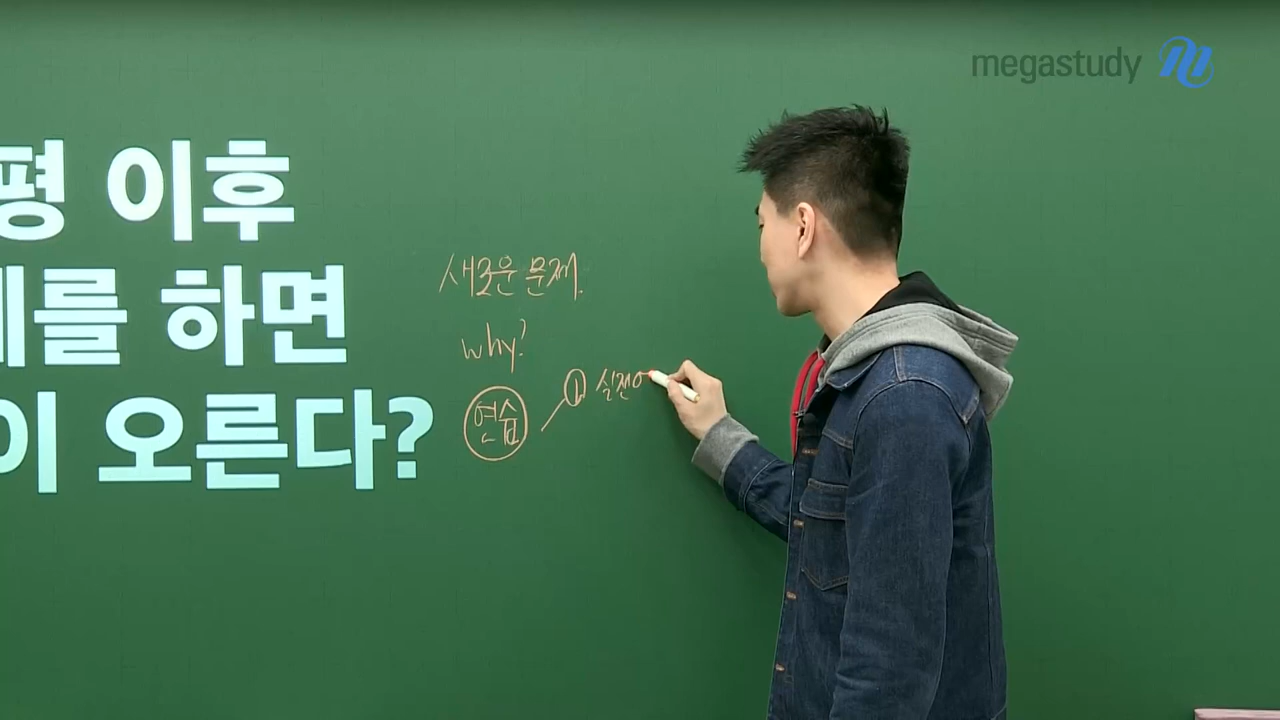 megastudy
평 이후
제를 하면
이 오른다?
새로운 문제.
why?
연습
① 실전